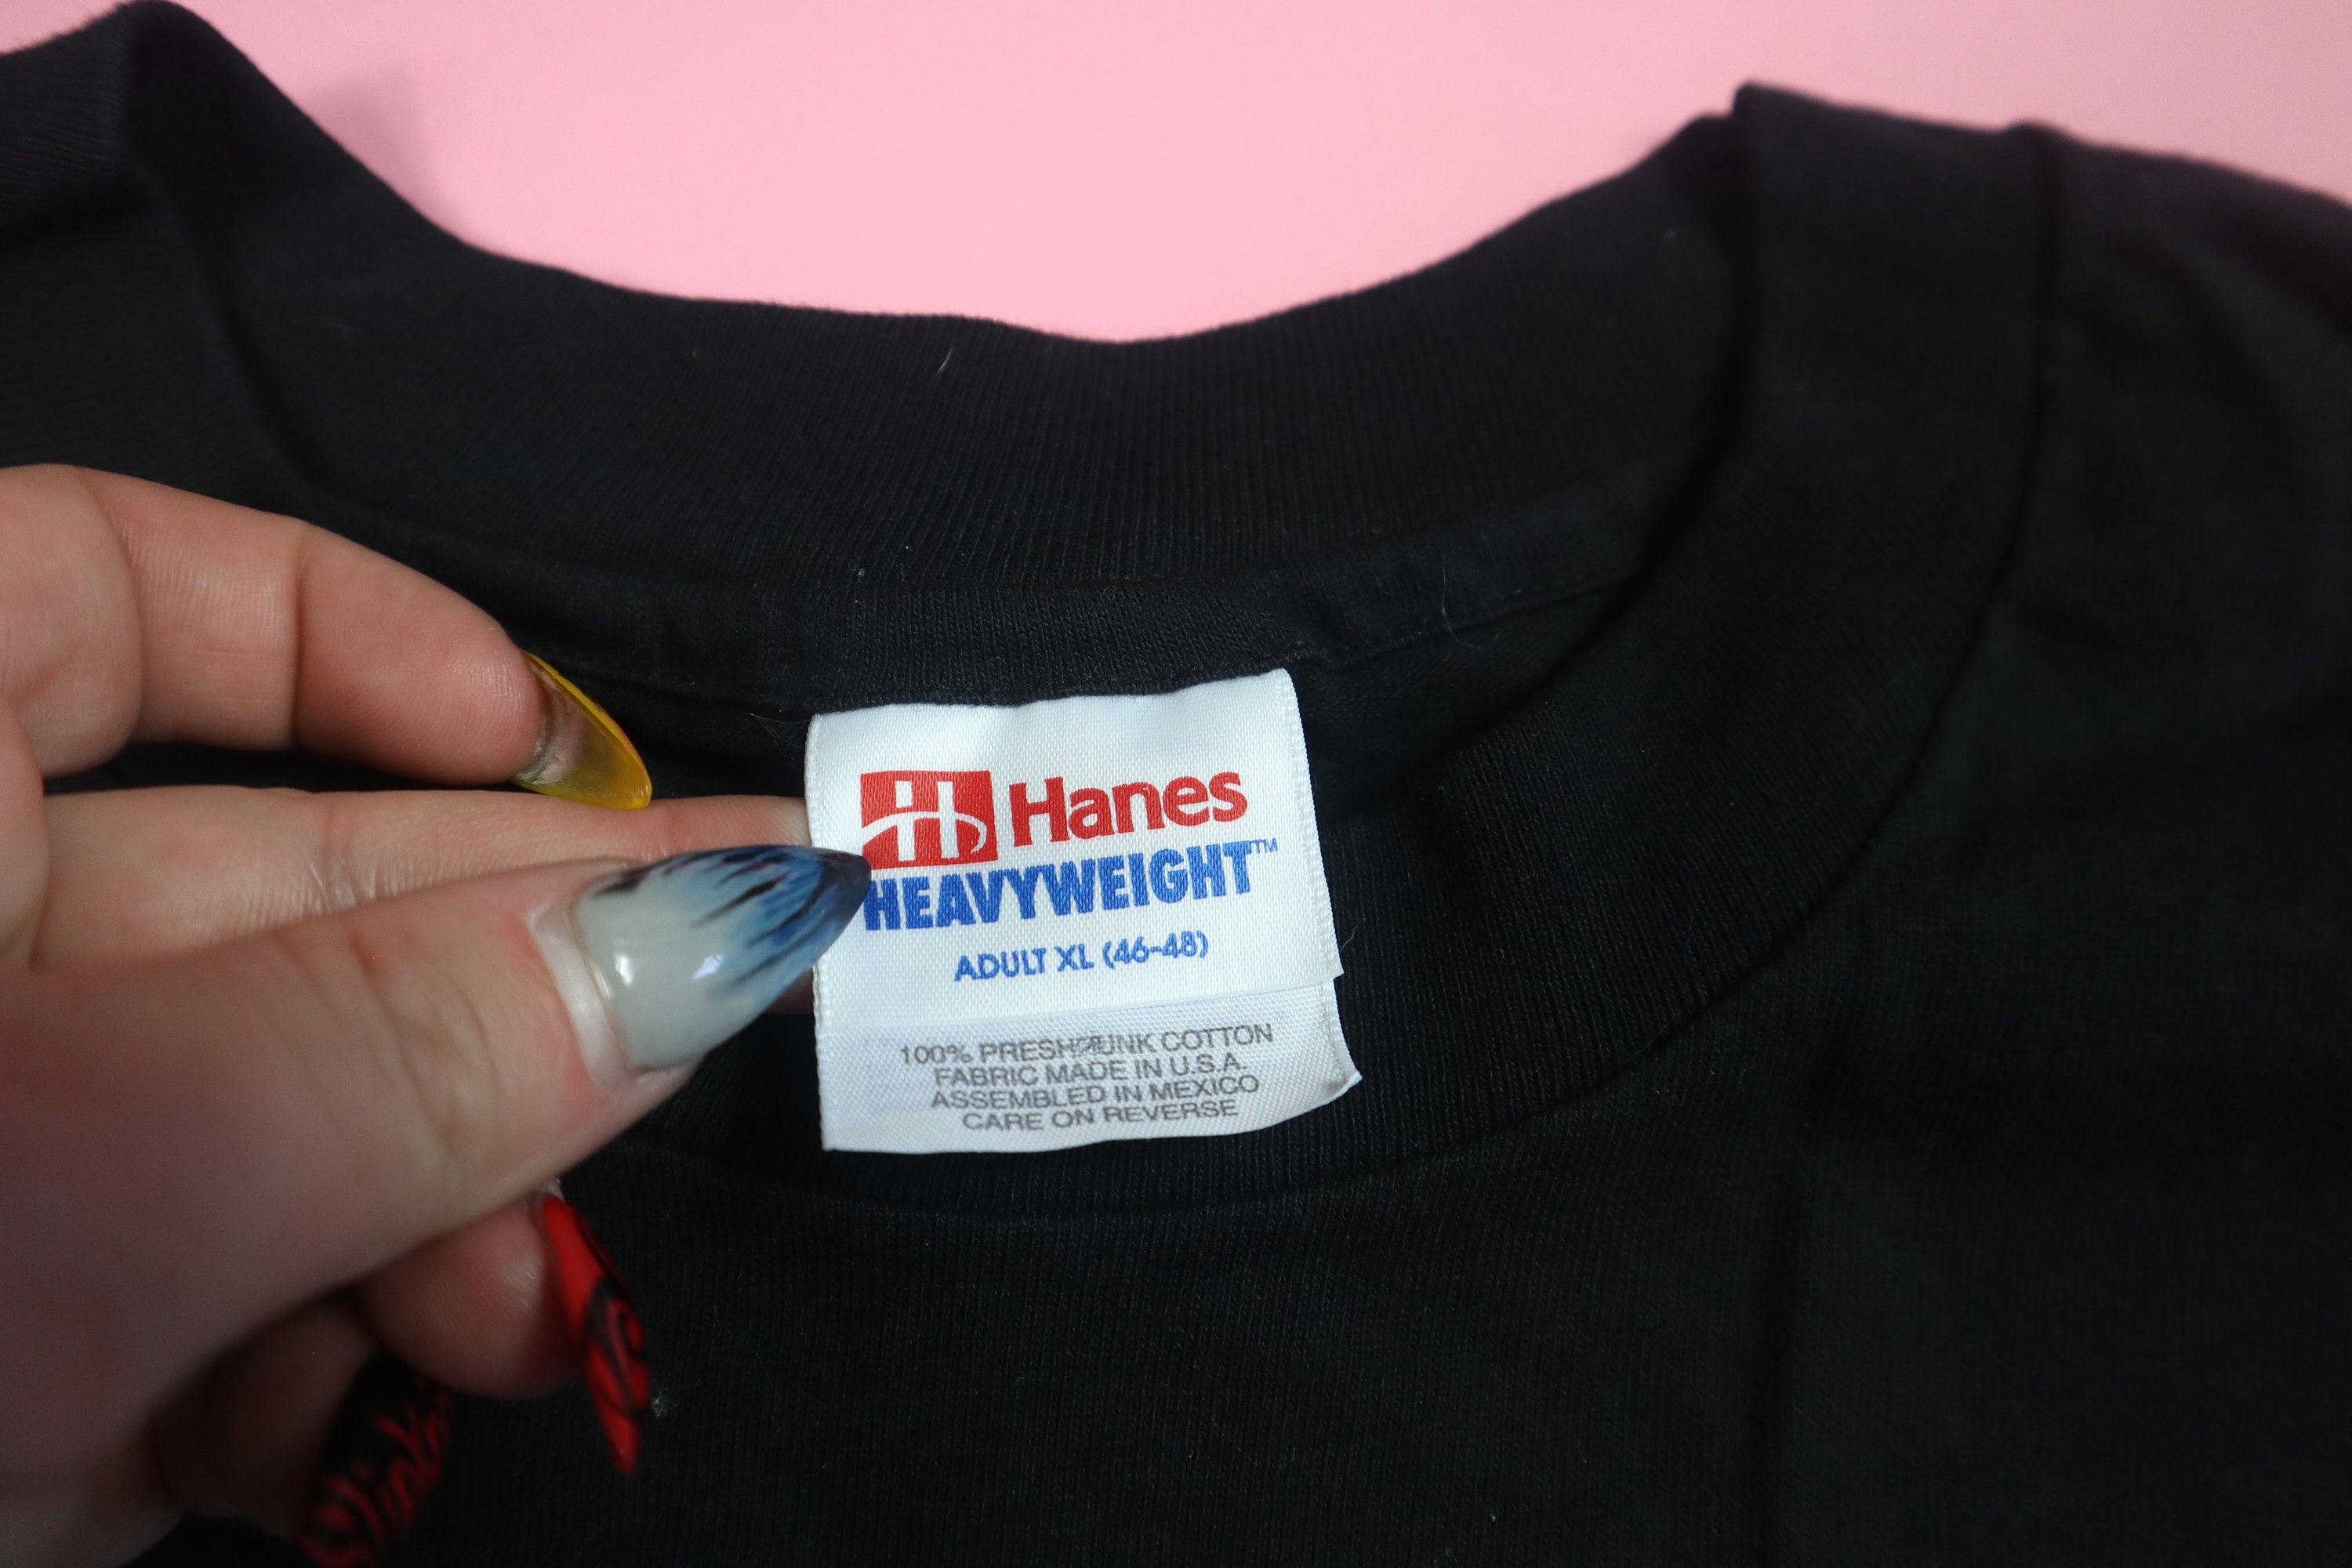 Hanes
HEAVYWEIGHT™
ADULT XL (46-48)
100% PRESHRUNK COTTON
FABRIC MADE IN U.S.A.
ASSEMBLED IN MEXICO
CARE ON REVERSE